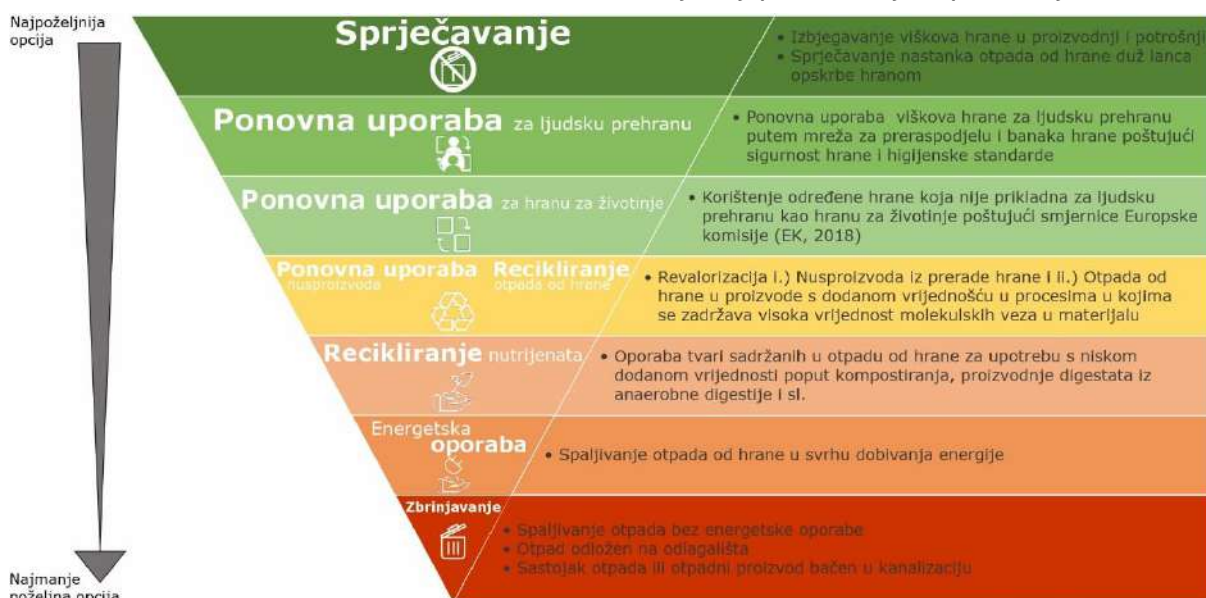 Najpoželjnija
opcija
Sprječavanje
• Izbjegavanje viškova hrane u proizvodnji i potrošnji
• Sprječavanje nastanka otpada od hrane duž lanca
opskrbe hranom
Ponovna uporaba za ljudsku prehranu
• Ponovna uporaba viškova hrane za ljudsku prehranu
putem mreža za preraspodjelu i banaka hrane poštujući
sigurnost hrane i higijenske standarde
Ponovna uporaba za hranu za životinje
• Korištenje određene hrane koja nije prikladna za ljudsku
prehranu kao hranu za životinje poštujući smjernice Europske
komisije (EK, 2018)
Ponovna uporaba Recikliranje
nusproizvoda otpada od hrane
• Revalorizacija i.) Nusproizvoda iz prerade hrane i ii.) Otpada od
hrane u proizvode s dodanom vrijednošću u procesima u kojima
se zadržava visoka vrijednost molekulskih veza u materijalu
Recikliranje nutrijenata
• Oporaba tvari sadržanih u otpadu od hrane za upotrebu s niskom
dodanom vrijednosti poput kompostiranja, proizvodnje digestata iz
anaerobne digestije i sl.
Energetska
oporaba
• Spaljivanje otpada od hrane u svrhu dobivanja energije
Zbrinjavanje
• Spaljivanje otpada bez energetske oporabe
• Otpad odložen na odlagališta
• Sastojak otpada ili otpadni proizvod bačen u kanalizaciju
Najmanje
poželjna opcija